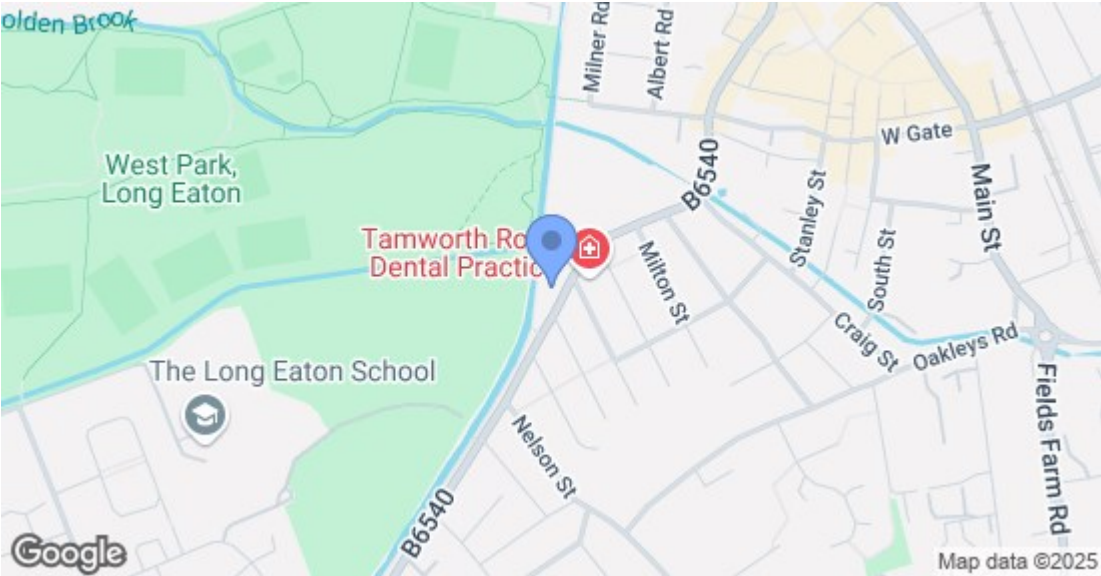 olden Brook
Milner Rd
Albert Rd
West Park,
Long Eaton
B6540
W Gate
Main St
Stanley St
South St
Tamworth Ro
Dental Practic
Milton St
Craig St
Oakleys Rd
The Long Eaton School
Fields Farm Rd
Nelson St
B6540
Google
Map data ©2025